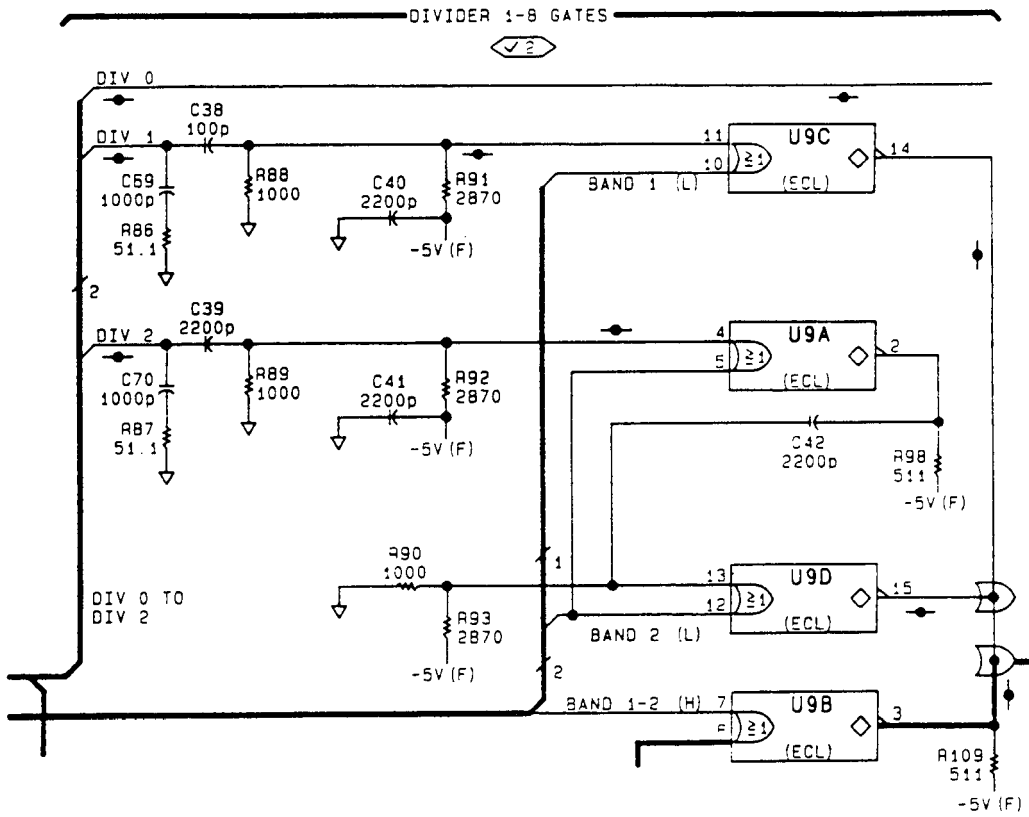 DIVIDER 1-8 GATES
✓ 2
DIV 0
DIV 1
C38
100p
C69
1000p
R86
51.1
R88
1000
C40
2200p
R91
2870
-5V(F)
11
10
BAND 1 (L)
U9C
≥1
(ECL)
14
2
DIV 2
C39
2200p
C70
1000p
R87
51.1
R89
1000
C41
2200p
R92
2870
-5V(F)
4
5
U9A
≥1
(ECL)
2
C42
2200p
R98
511
-5V(F)
R90
1000
R93
2870
-5V(F)
1
13
12
BAND 2 (L)
U9D
≥1
(ECL)
15
DIV 0 TO
DIV 2
2
BAND 1-2 (H)
7
U9B
≥1
(ECL)
3
R109
511
-5V(F)